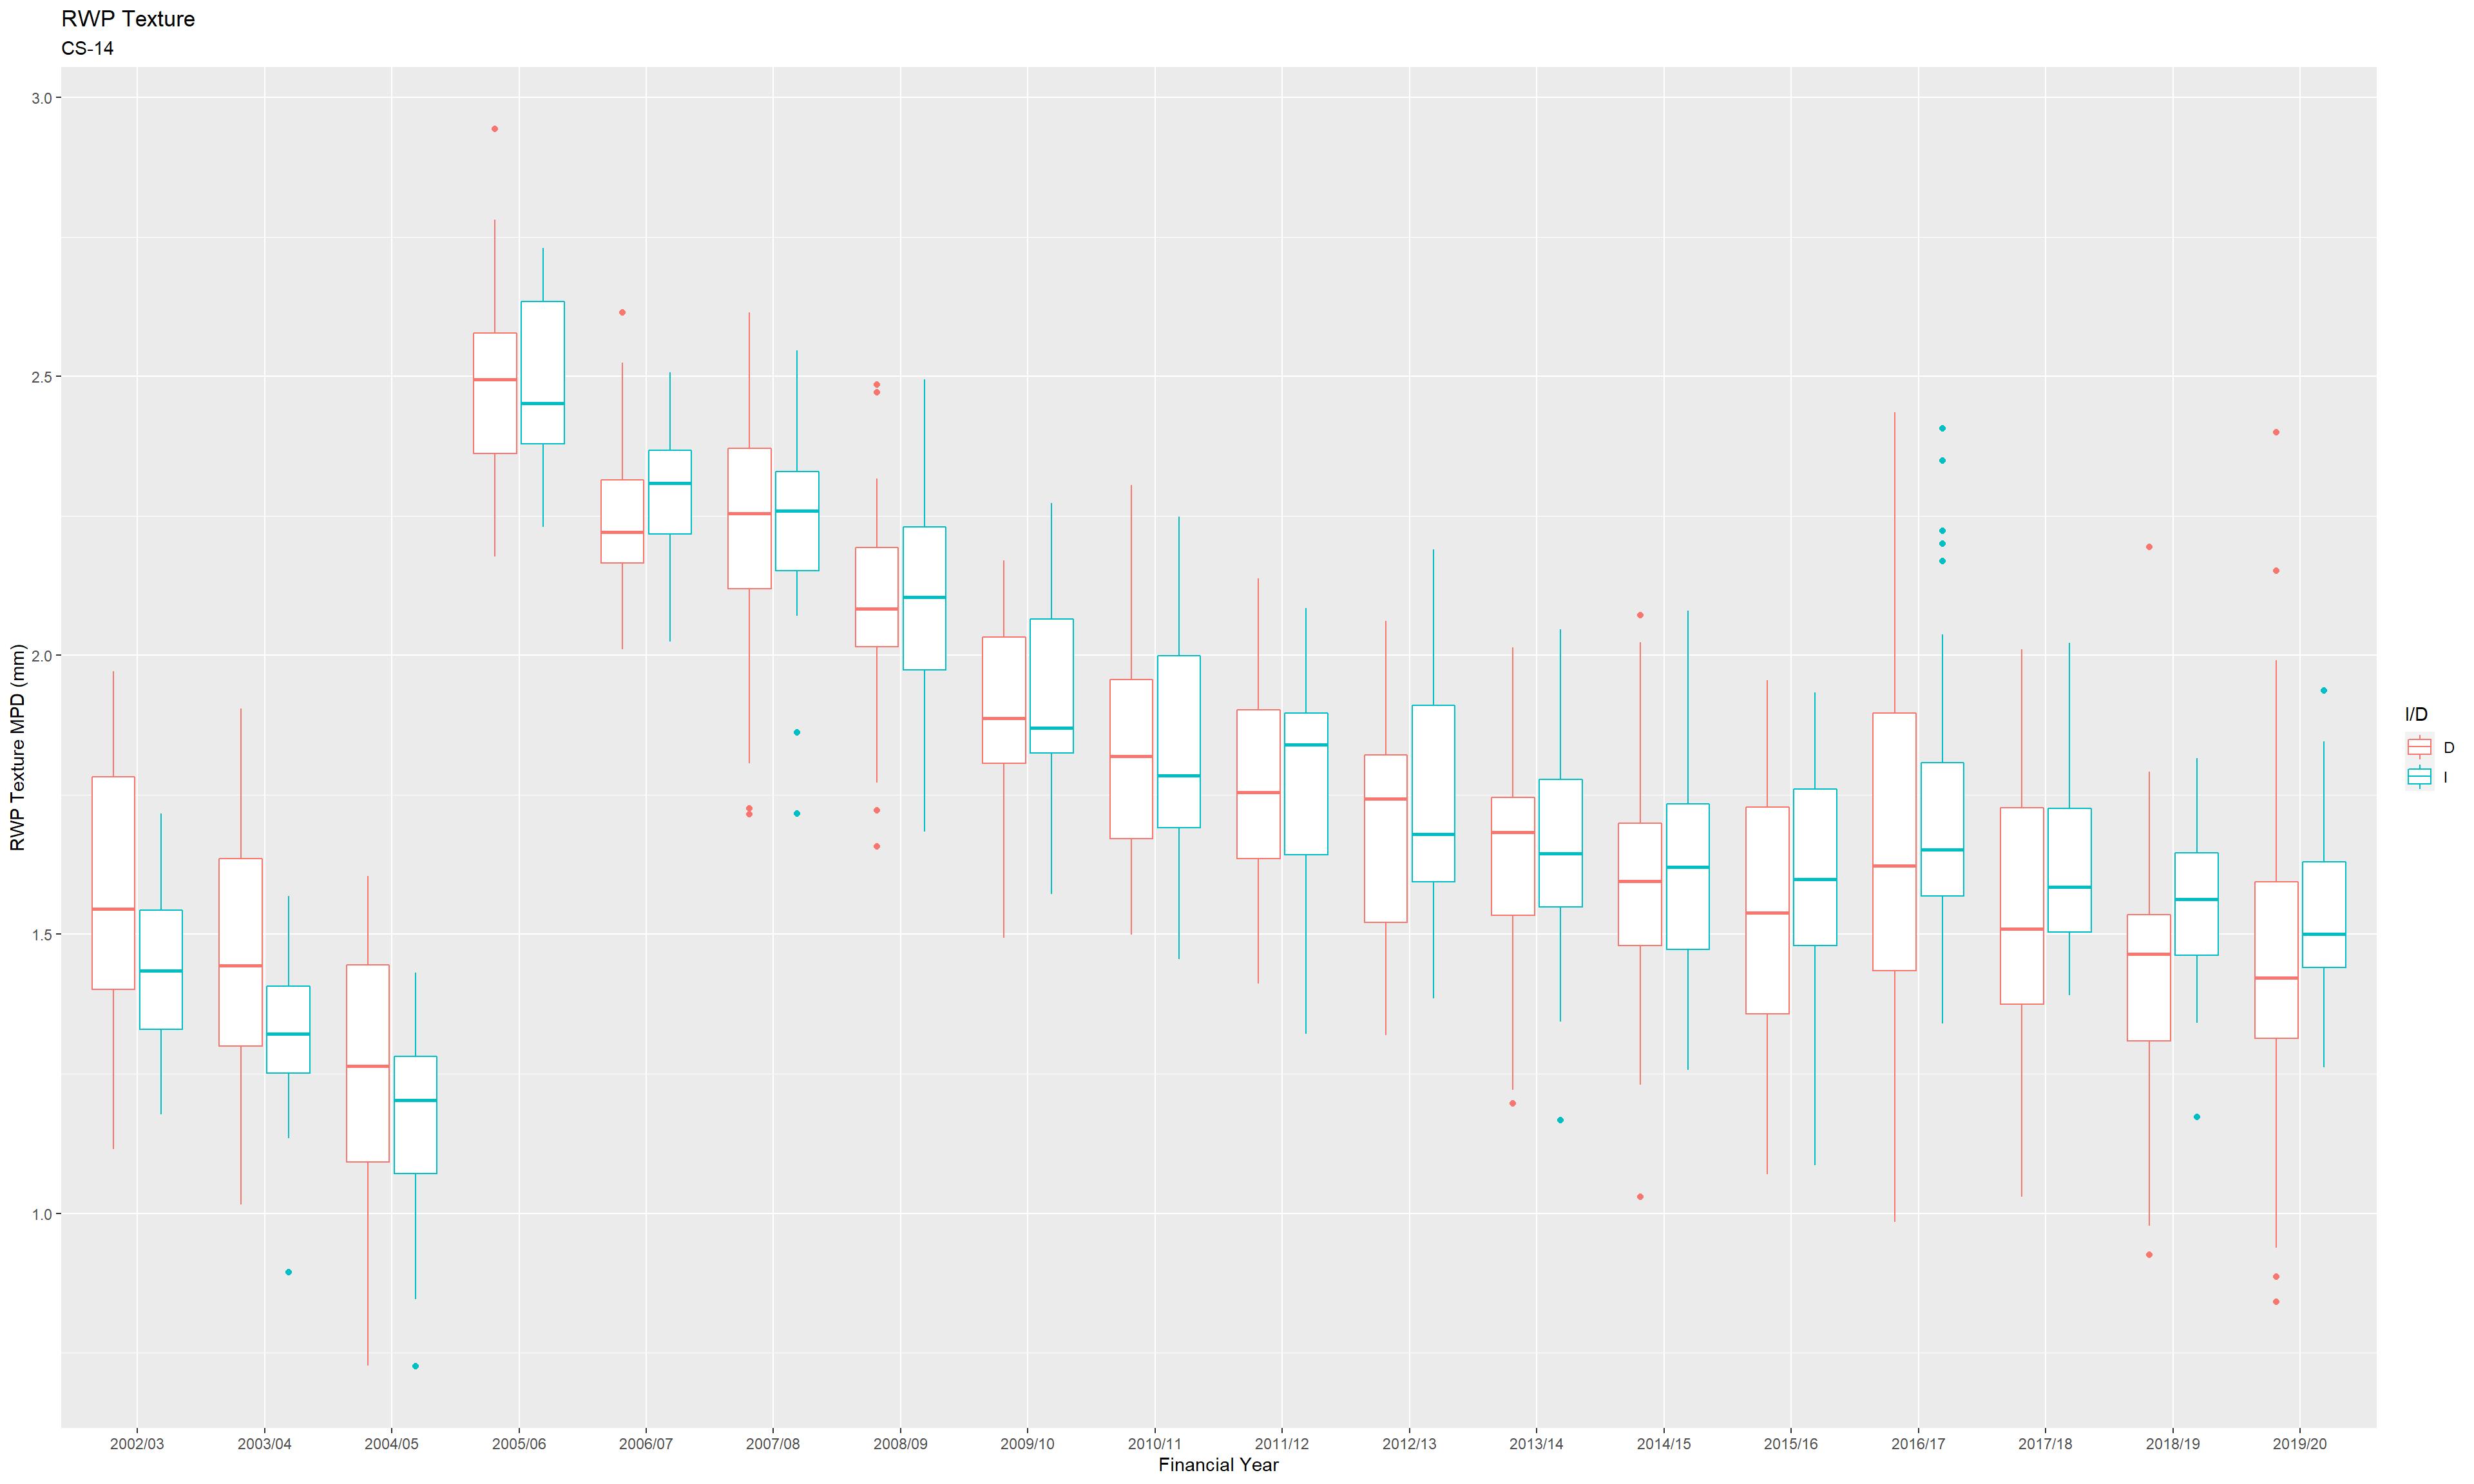 RWP Texture
CS-14
RWP Texture MPD (mm)
3.0
2.5
2.0
1.5
1.0
2002/03 2003/04 2004/05 2005/06 2006/07 2007/08 2008/09 2009/10 2010/11 2011/12 2012/13 2013/14 2014/15 2015/16 2016/17 2017/18 2018/19 2019/20
Financial Year
I/D
D
I